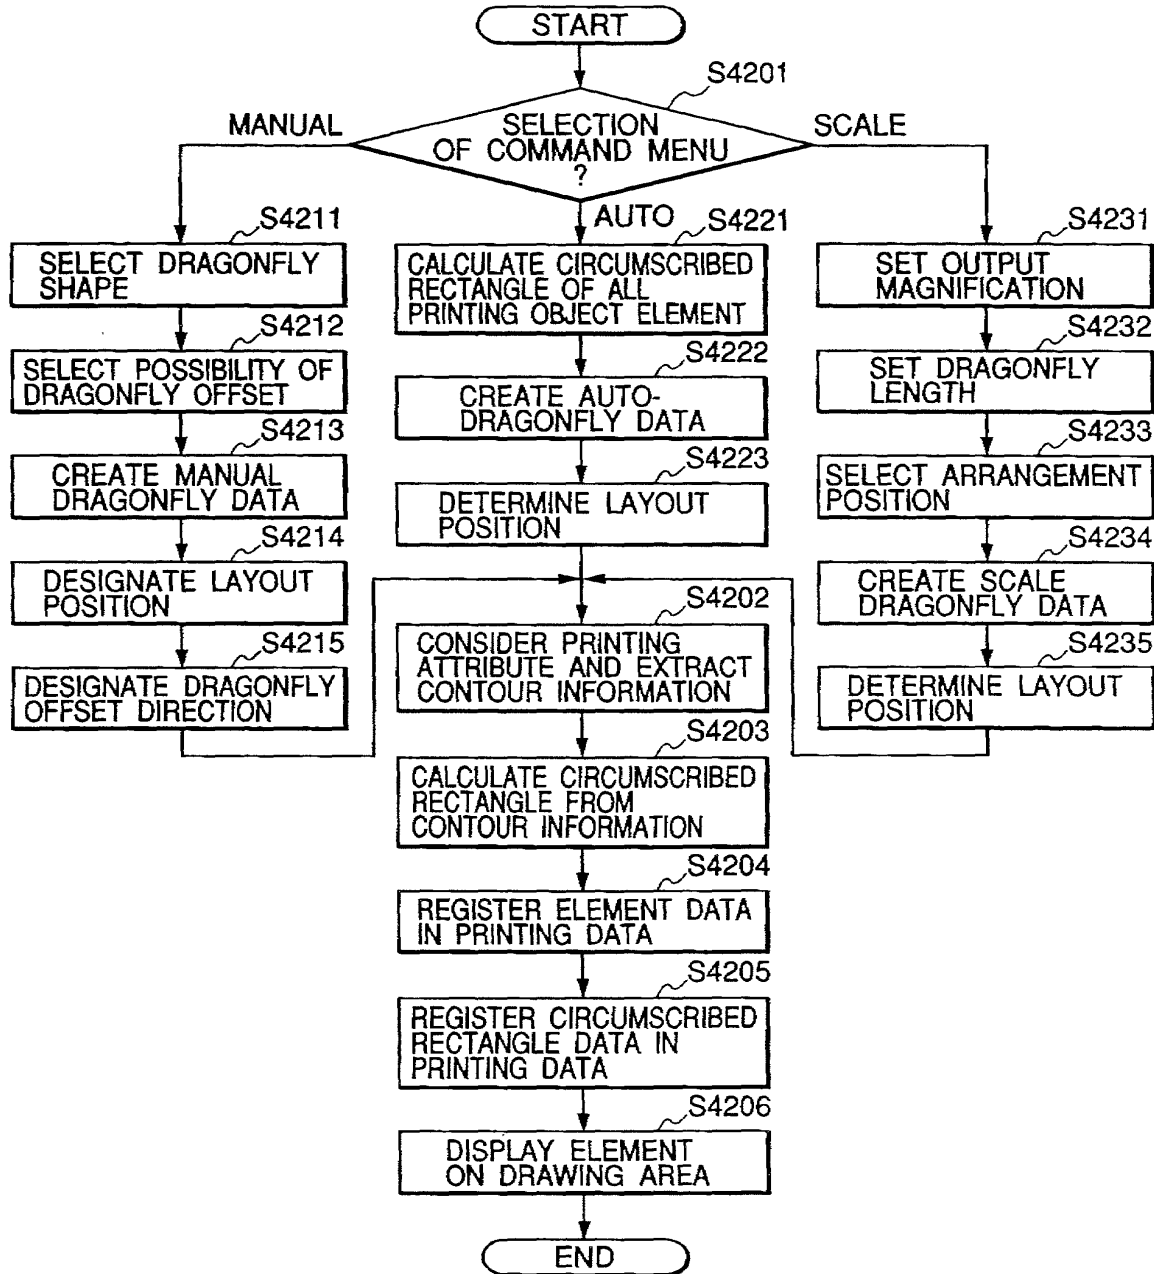 START
S4201
SELECTION
OF COMMAND MENU
?
MANUAL
AUTO
SCALE
S4211
SELECT DRAGONFLY
SHAPE
S4212
SELECT POSSIBILITY OF
DRAGONFLY OFFSET
S4213
CREATE MANUAL
DRAGONFLY DATA
S4214
DESIGNATE LAYOUT
POSITION
S4215
DESIGNATE DRAGONFLY
OFFSET DIRECTION
S4221
CALCULATE CIRCUMSCRIBED
RECTANGLE OF ALL
PRINTING OBJECT ELEMENT
S4222
CREATE AUTO-
DRAGONFLY DATA
S4223
DETERMINE LAYOUT
POSITION
S4231
SET OUTPUT
MAGNIFICATION
S4232
SET DRAGONFLY
LENGTH
S4233
SELECT ARRANGEMENT
POSITION
S4234
CREATE SCALE
DRAGONFLY DATA
S4235
DETERMINE LAYOUT
POSITION
S4202
CONSIDER PRINTING
ATTRIBUTE AND EXTRACT
CONTOUR INFORMATION
S4203
CALCULATE CIRCUMSCRIBED
RECTANGLE FROM
CONTOUR INFORMATION
S4204
REGISTER ELEMENT DATA
IN PRINTING DATA
S4205
REGISTER CIRCUMSCRIBED
RECTANGLE DATA IN
PRINTING DATA
S4206
DISPLAY ELEMENT
ON DRAWING AREA
END